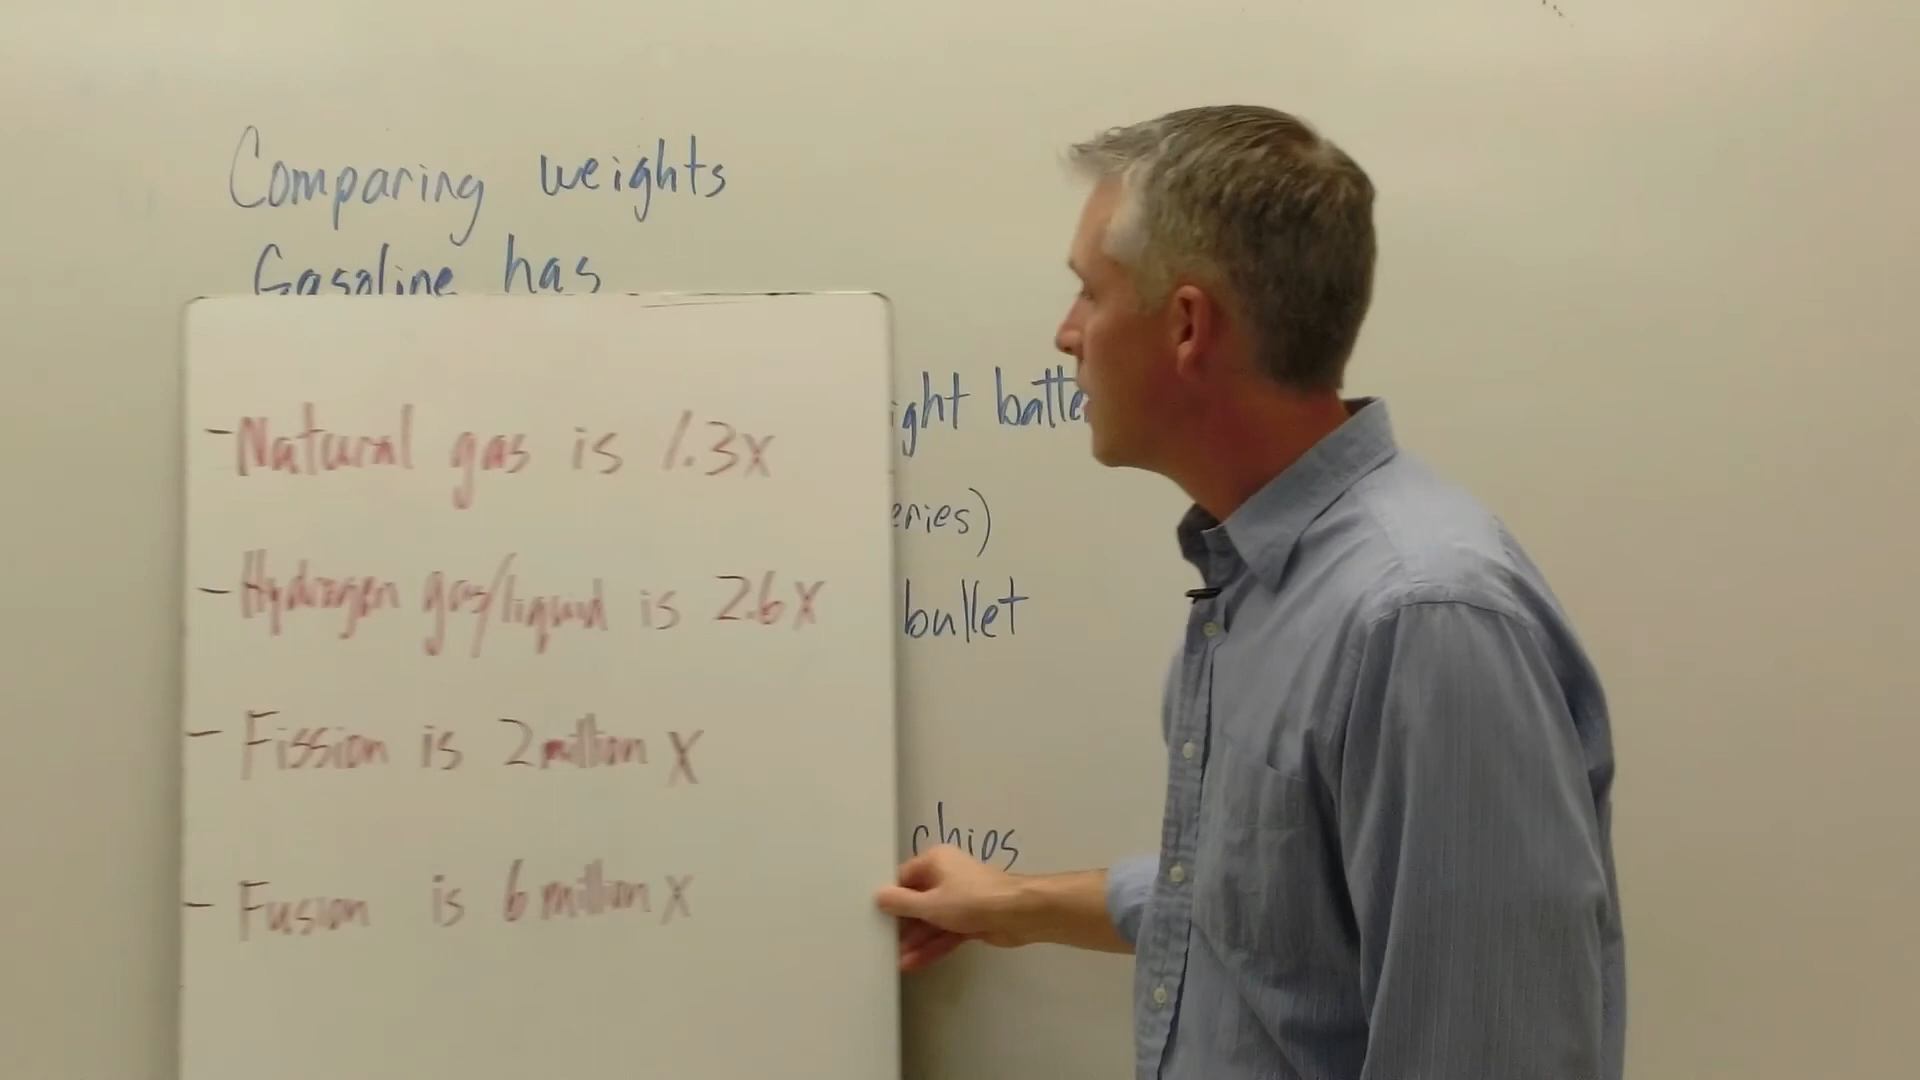 Comparing weights
Gasoline has
- Natural gas is 1.3x
ight batte
eries)
- Hydrogen gas/liquid is 2.6x
bullet
- Fission is 2 million x
chips
- Fusion is 6 million x